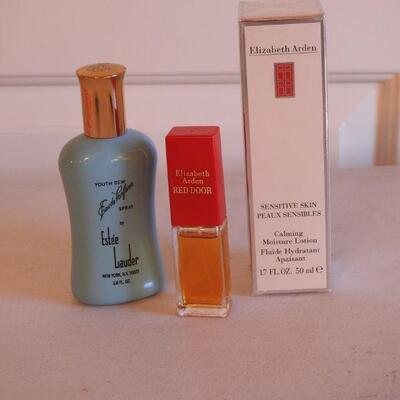 YOUTH DEW
Eau de Parfum
SPRAY
by
Estée
Lauder
NEW YORK, N.Y. 10022
Elizabeth
Arden
RED DOOR
Elizabeth Arden
SENSITIVE SKIN
PEAUX SENSIBLES
Calming
Moisture Lotion
Fluide Hydratant
Apaisant
1.7 FL.OZ. 50 ml e